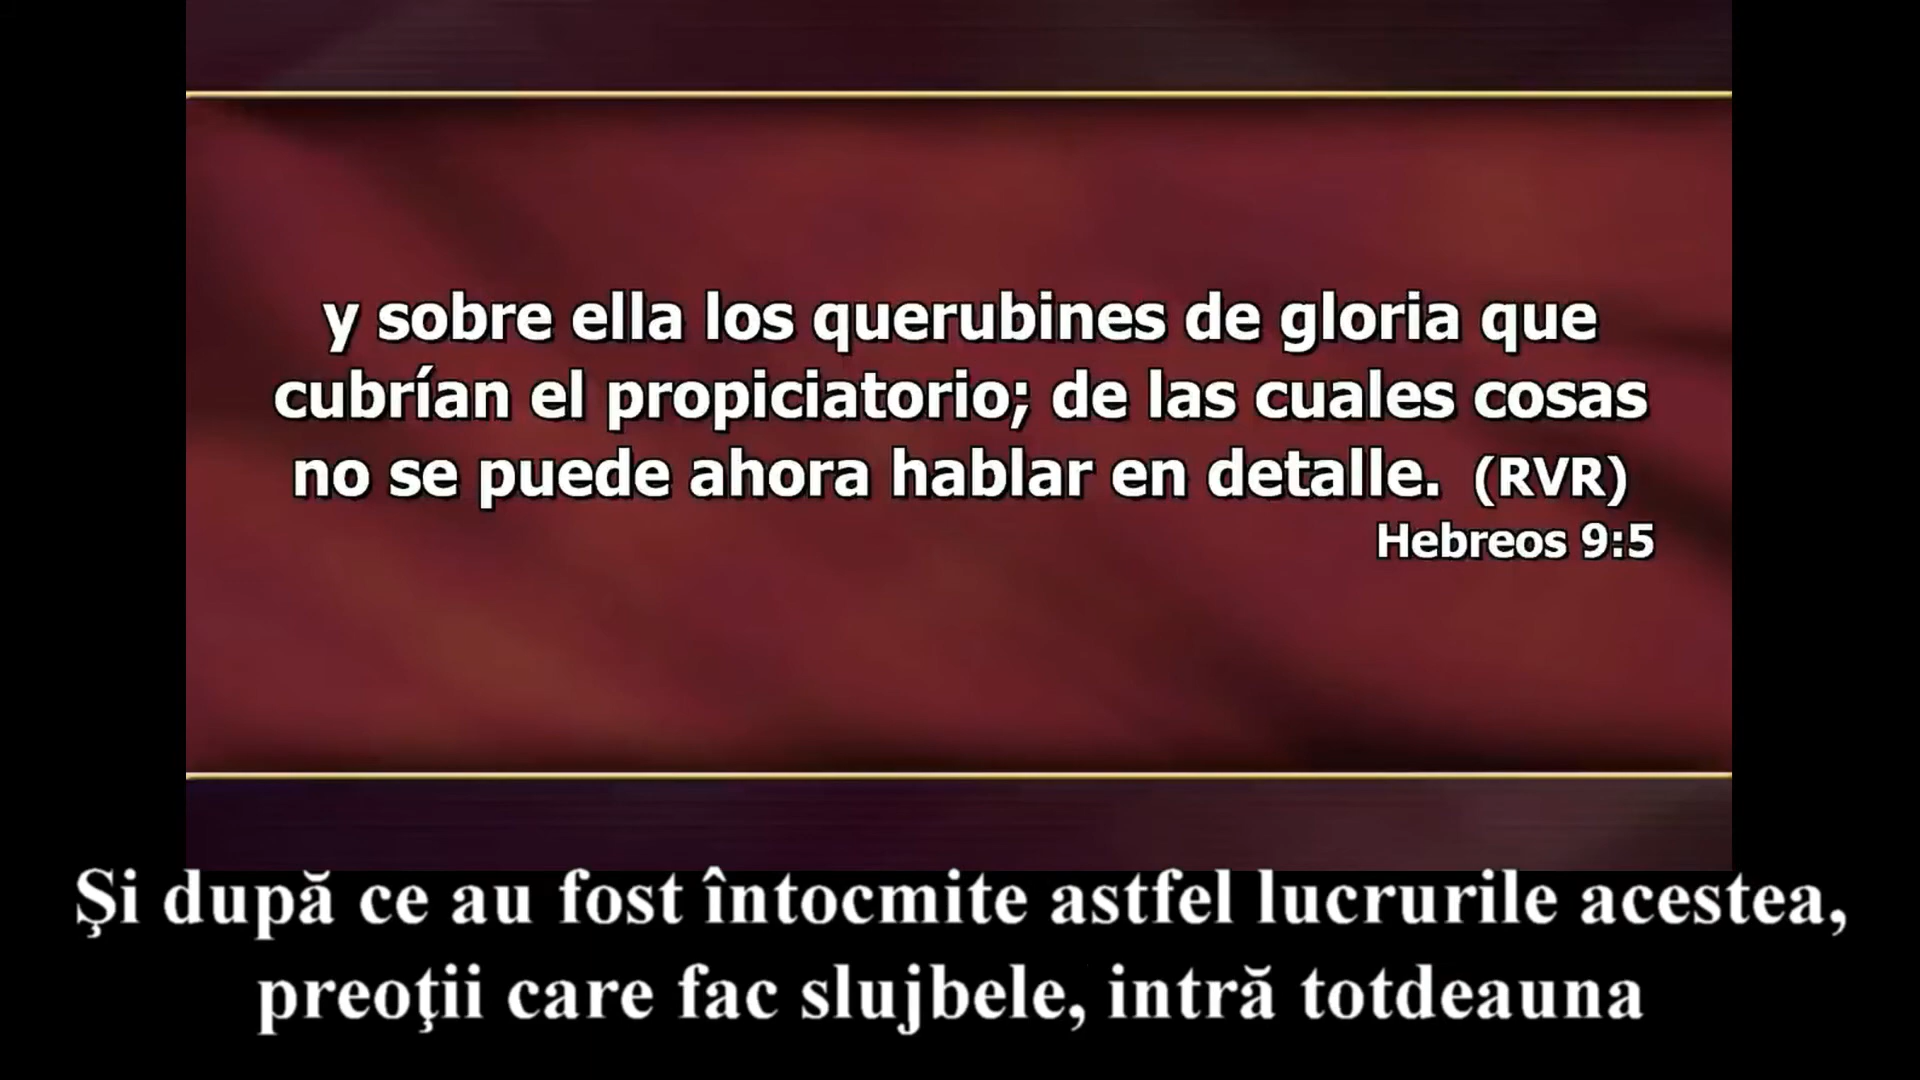 y sobre ella los querubines de gloria que
cubrían el propiciatorio; de las cuales cosas
no se puede ahora hablar en detalle. (RVR)
Hebreos 9:5
Şi după ce au fost întocmite astfel lucrurile acestea,
preoţii care fac slujbele, intră totdeauna